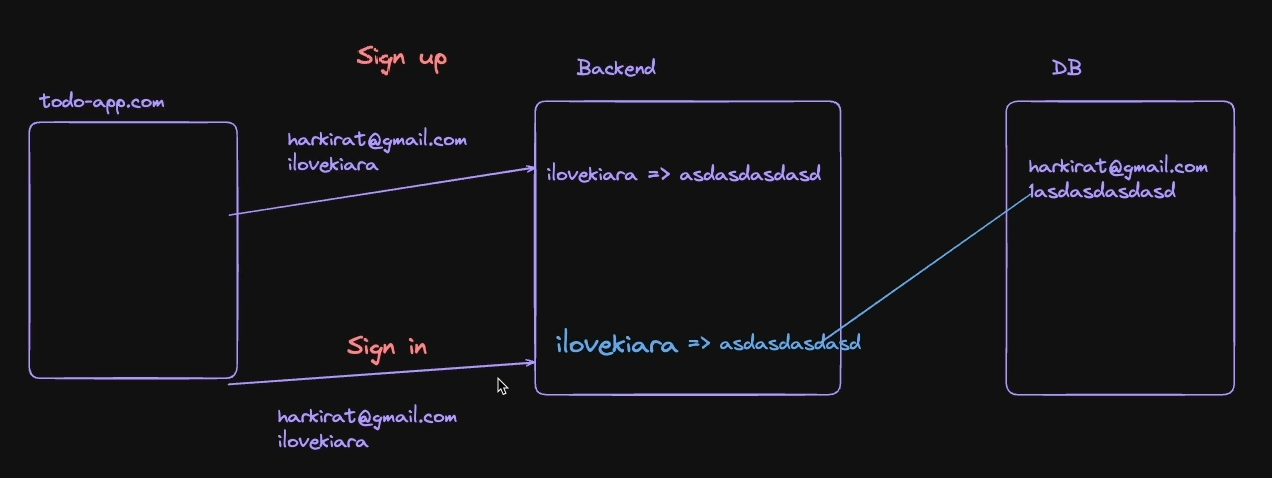 Sign up
Backend
DB
todo-app.com
harkirat@gmail.com
ilovekiara
ilovekiara => asdasdasdasd
harkirat@gmail.com
1asdasdasdasd
Sign in
ilovekiara => asdasdasdasd
harkirat@gmail.com
ilovekiara